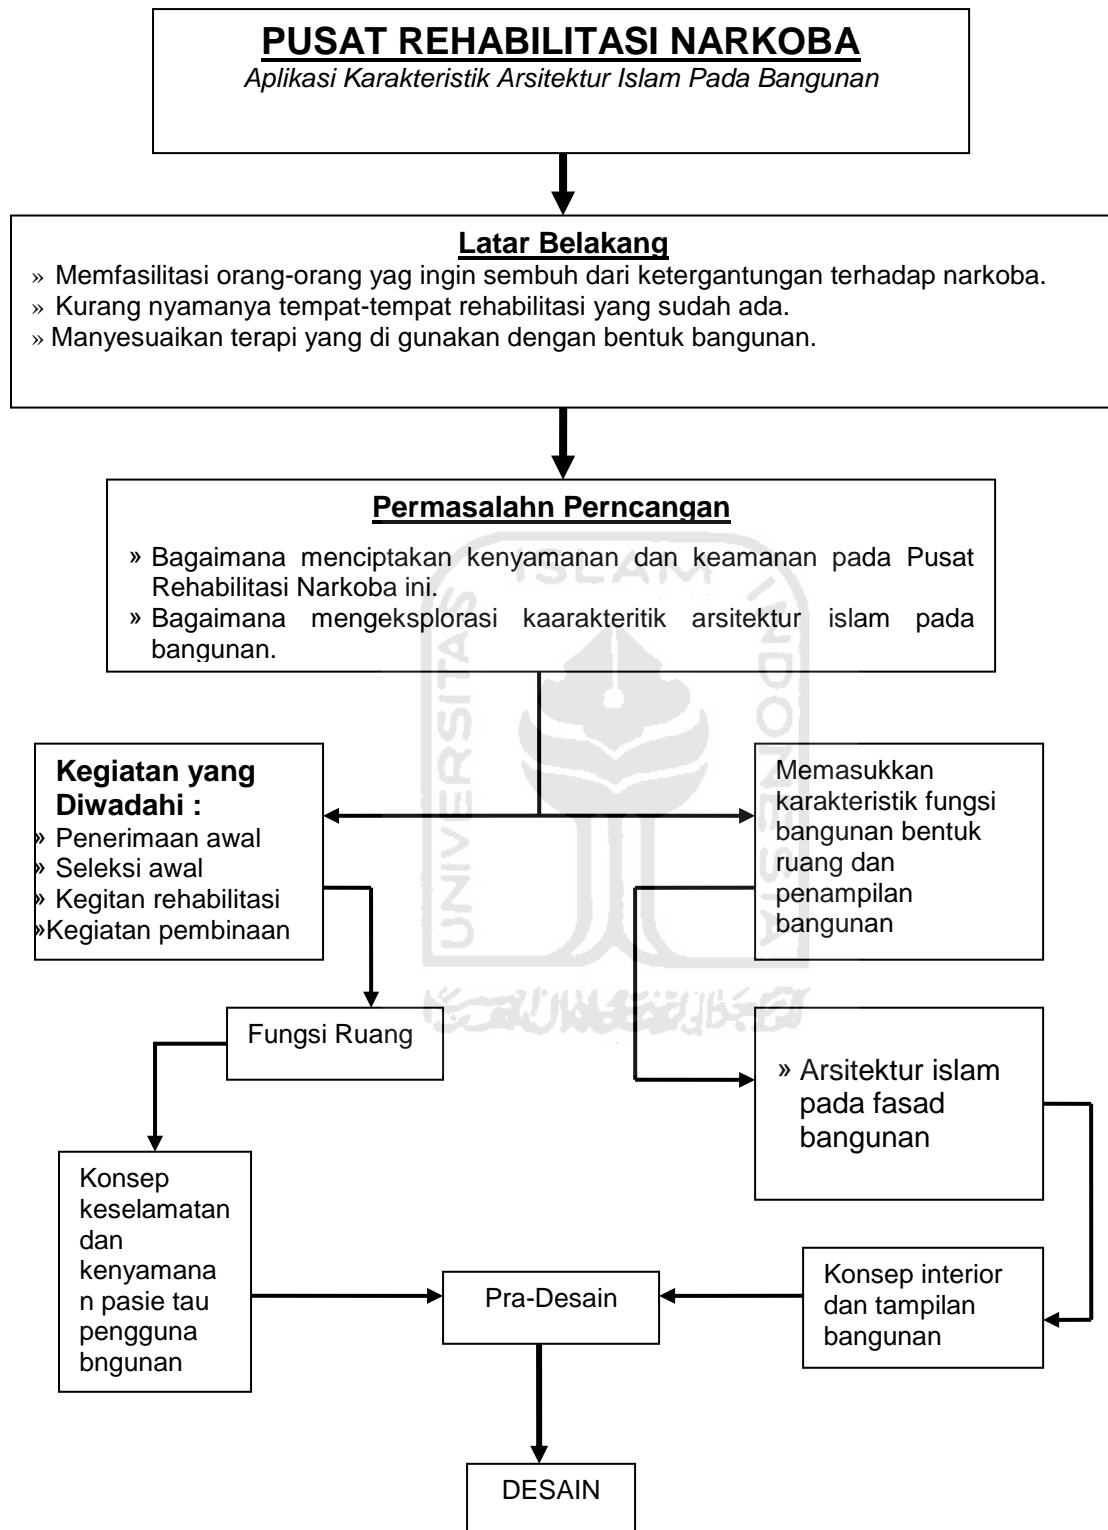 PUSAT REHABILITASI NARKOBA
Aplikasi Karakteristik Arsitektur Islam Pada Bangunan
Latar Belakang
» Memfasilitasi orang-orang yag ingin sembuh dari ketergantungan terhadap narkoba.
» Kurang nyamanya tempat-tempat rehabilitasi yang sudah ada.
» Manyesuaikan terapi yang di gunakan dengan bentuk bangunan.
Permasalahn Perncangan
» Bagaimana menciptakan kenyamanan dan keamanan pada Pusat
Rehabilitasi Narkoba ini.
» Bagaimana mengeksplorasi kaarakteritik arsitektur islam pada
bangunan.
Kegiatan yang
Diwadahi :
» Penerimaan awal
» Seleksi awal
» Kegitan rehabilitasi
»Kegiatan pembinaan
Memasukkan
karakteristik fungsi
bangunan bentuk
ruang dan
penampilan
bangunan
Fungsi Ruang
» Arsitektur islam
pada fasad
bangunan
Konsep
keselamatan
dan
kenyamana
n pasie tau
pengguna
bngunan
Pra-Desain
Konsep interior
dan tampilan
bangunan
DESAIN
UNIVERSITAS
ISLAM
INDONESIA